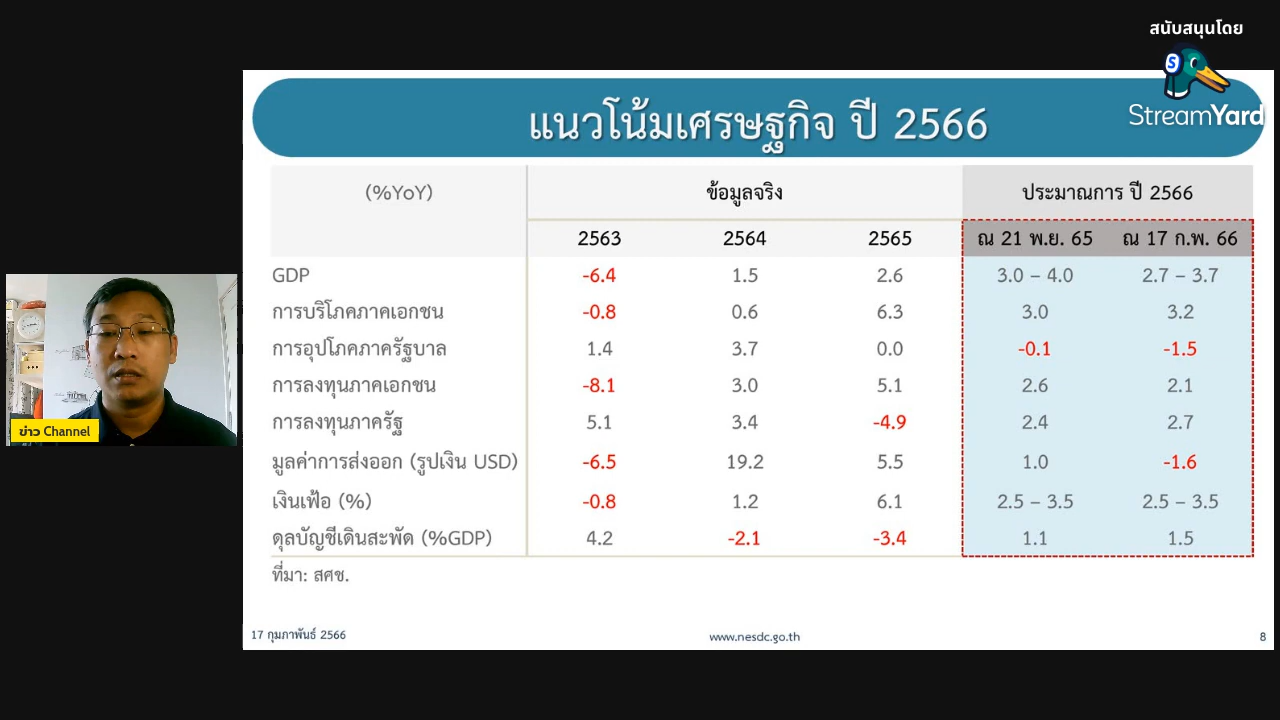 สนับสนุนโดย
StreamYard
แนวโน้มเศรษฐกิจ ปี 2566
(%YoY) ข้อมูลจริง ประมาณการ ปี 2566
2563 2564 2565 ณ 21 พ.ย. 65 ณ 17 ก.พ. 66
GDP -6.4 1.5 2.6 3.0 – 4.0 2.7 – 3.7
การบริโภคภาคเอกชน -0.8 0.6 6.3 3.0 3.2
การอุปโภคภาครัฐบาล 1.4 3.7 0.0 -0.1 -1.5
การลงทุนภาคเอกชน -8.1 3.0 5.1 2.6 2.1
การลงทุนภาครัฐ 5.1 3.4 -4.9 2.4 2.7
มูลค่าการส่งออก (รูปเงิน USD) -6.5 19.2 5.5 1.0 -1.6
เงินเฟ้อ (%) -0.8 1.2 6.1 2.5 – 3.5 2.5 – 3.5
ดุลบัญชีเดินสะพัด (%GDP) 4.2 -2.1 -3.4 1.1 1.5
ที่มา: สศช.
17 กุมภาพันธ์ 2566 www.nesdc.go.th 8
ข่าว Channel